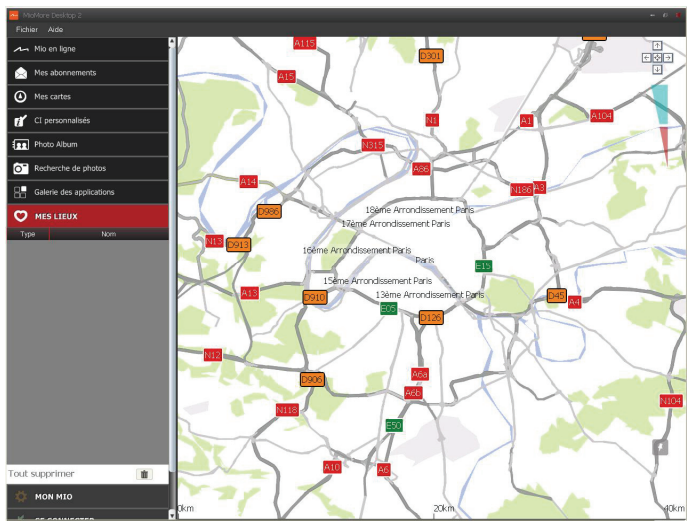 MioMore Desktop 2
Fichier Aide
Mio en ligne
Mes abonnements
Mes cartes
CI personnalisés
Photo Album
Recherche de photos
Galerie des applications
MES LIEUX
Type Nom
Tout supprimer
MON MIO
SE CONNECTER
A115
D301
A15
N1
A1
A104
N315
A86
A14
N186
A3
D986
18ème Arrondissement Paris
17ème Arrondissement Paris
N13
D913
16ème Arrondissement Paris
Paris
E15
15ème Arrondissement Paris
A13
D910
13ème Arrondissement Paris
D45
A4
E05
D126
N12
D906
A6a
A6b
N118
N104
E50
A10
A6
0km
20km
40km